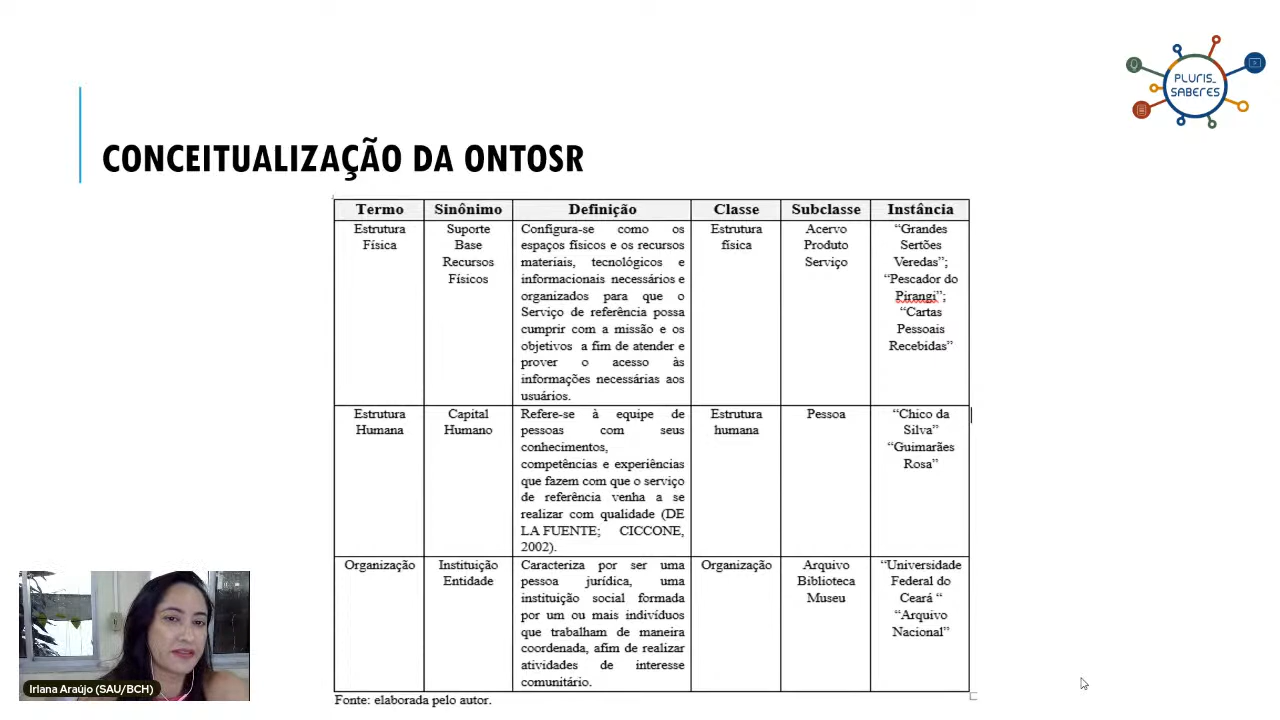 PLURIS_
SABERES
CONCEITUALIZAÇÃO DA ONTOSR
Termo Sinônimo Definição Classe Subclasse Instância
Estrutura
Física
Suporte
Base
Recursos
Físicos
Configura-se como os
espaços físicos e os recursos
materiais, tecnológicos e
informacionais necessários e
organizados para que o
Serviço de referência possa
cumprir com a missão e os
objetivos a fim de atender e
prover o acesso às
informações necessárias aos
usuários.
Estrutura
física
Acervo
Produto
Serviço
“Grandes
Sertões
Veredas”;
“Pescador do
Pirangi”;
“Cartas
Pessoais
Recebidas”
Estrutura
Humana
Capital
Humano
Refere-se à equipe de
pessoas com seus
conhecimentos,
competências e experiências
que fazem com que o serviço
de referência venha a se
realizar com qualidade (DE
LA FUENTE; CICCONE,
2002).
Estrutura
humana
Pessoa
“Chico da
Silva”
“Guimarães
Rosa”
Organização
Instituição
Entidade
Caracteriza por ser uma
pessoa jurídica, uma
instituição social formada
por um ou mais indivíduos
que trabalham de maneira
coordenada, afim de realizar
atividades de interesse
comunitário.
Organização
Arquivo
Biblioteca
Museu
“Universidade
Federal do
Ceará “
“Arquivo
Nacional”
Fonte: elaborada pelo autor.
Irlana Araújo (SAU/BCH)